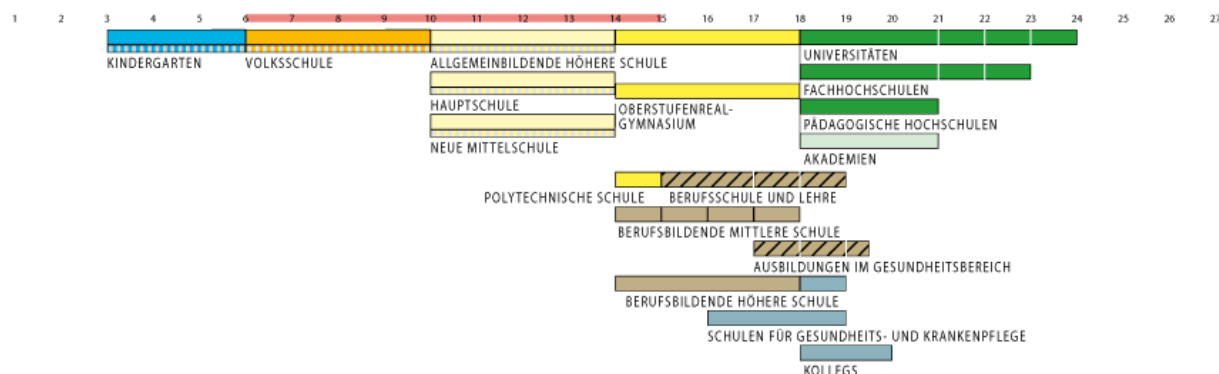 1 2 3 4 5 6 7 8 9 10 11 12 13 14 15 16 17 18 19 20 21 22 23 24 25 26 27
KINDERGARTEN VOLKSSCHULE ALLGEMEINBILDENDE HÖHERE SCHULE UNIVERSITÄTEN
HAUPTSCHULE OBERSTUFENREAL-
GYMNASIUM FACHHOCHSCHULEN
NEUE MITTELSCHULE PÄDAGOGISCHE HOCHSCHULEN
AKADEMIEN
POLYTECHNISCHE SCHULE BERUFSSCHULE UND LEHRE
BERUFSBILDENDE MITTLERE SCHULE
AUSBILDUNGEN IM GESUNDHEITSBEREICH
BERUFSBILDENDE HÖHERE SCHULE
SCHULEN FÜR GESUNDHEITS- UND KRANKENPFLEGE
KOLLEGS